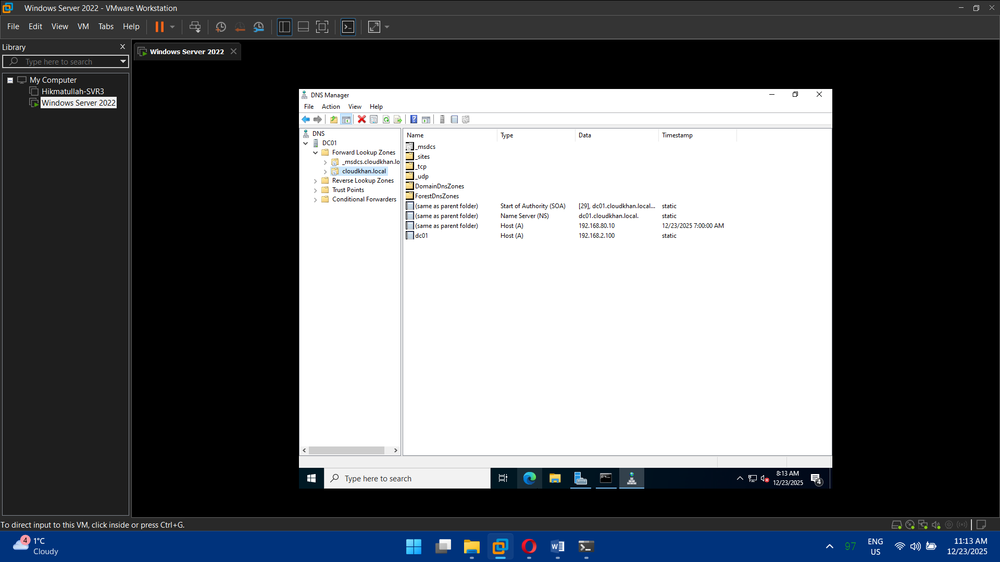 Windows Server 2022 - VMware Workstation
File Edit View VM Tabs Help
Library
Windows Server 2022
Type here to search
My Computer
Hikmatullah-SVR3
Windows Server 2022
DNS Manager
File Action View Help
DNS
DC01
Forward Lookup Zones
_msdcs.cloudkhan.lo
cloudkhan.local
Reverse Lookup Zones
Trust Points
Conditional Forwarders
Name Type Data Timestamp
_msdcs
_sites
_tcp
_udp
DomainDnsZones
ForestDnsZones
(same as parent folder) Start of Authority (SOA) [29], dc01.cloudkhan.local... static
(same as parent folder) Name Server (NS) dc01.cloudkhan.local. static
(same as parent folder) Host (A) 192.168.80.10 12/23/2025 7:00:00 AM
dc01 Host (A) 192.168.2.100 static
Type here to search
8:13 AM
12/23/2025
4
To direct input to this VM, click inside or press Ctrl+G.
4
1°C
Cloudy
97
ENG
US
11:13 AM
12/23/2025